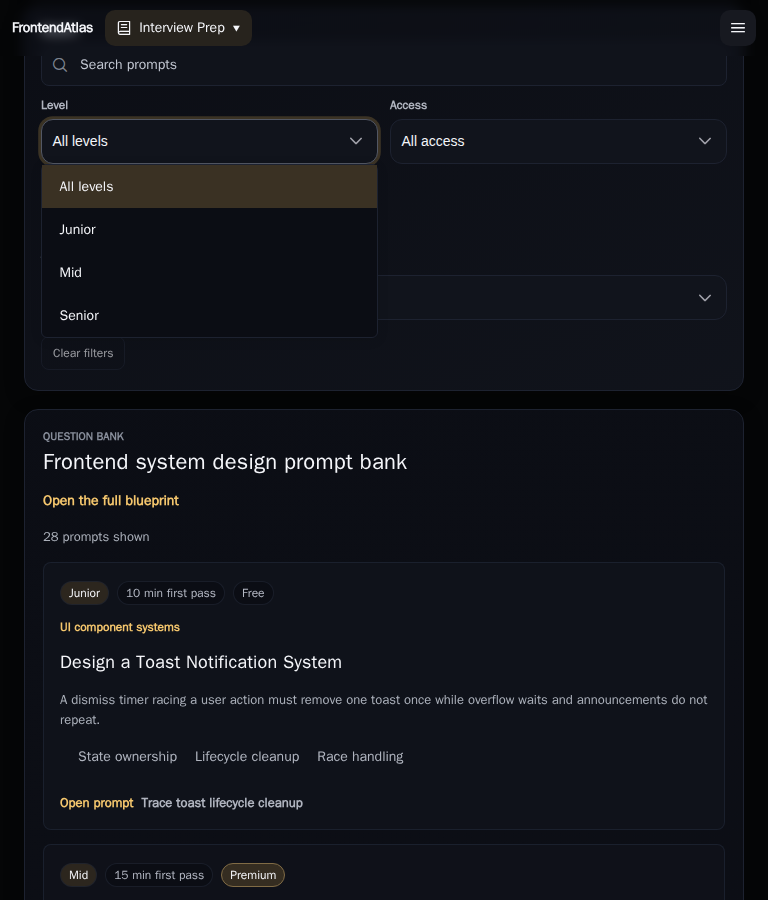 FrontendAtlas
Interview Prep ▾
Search prompts
Level
Access
All levels
All access
All levels
Junior
Mid
Senior
Clear filters
QUESTION BANK
Frontend system design prompt bank
Open the full blueprint
28 prompts shown
Junior
10 min first pass
Free
UI component systems
Design a Toast Notification System
A dismiss timer racing a user action must remove one toast once while overflow waits and announcements do not
repeat.
State ownership
Lifecycle cleanup
Race handling
Open prompt
Trace toast lifecycle cleanup
Mid
15 min first pass
Premium